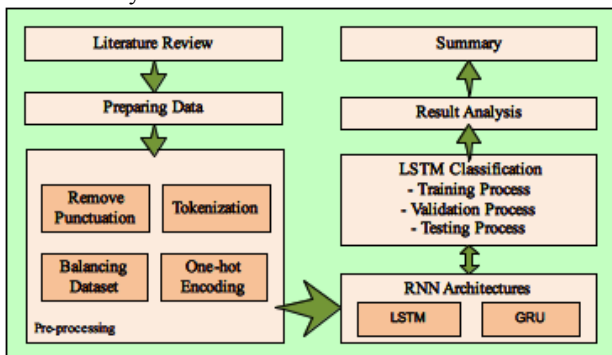 Literature Review
Preparing Data
Remove
Punctuation
Tokenization
Balancing
Dataset
One-hot
Encoding
Pre-processing
Summary
Result Analysis
LSTM Classification
- Training Process
- Validation Process
- Testing Process
RNN Architectures
LSTM
GRU